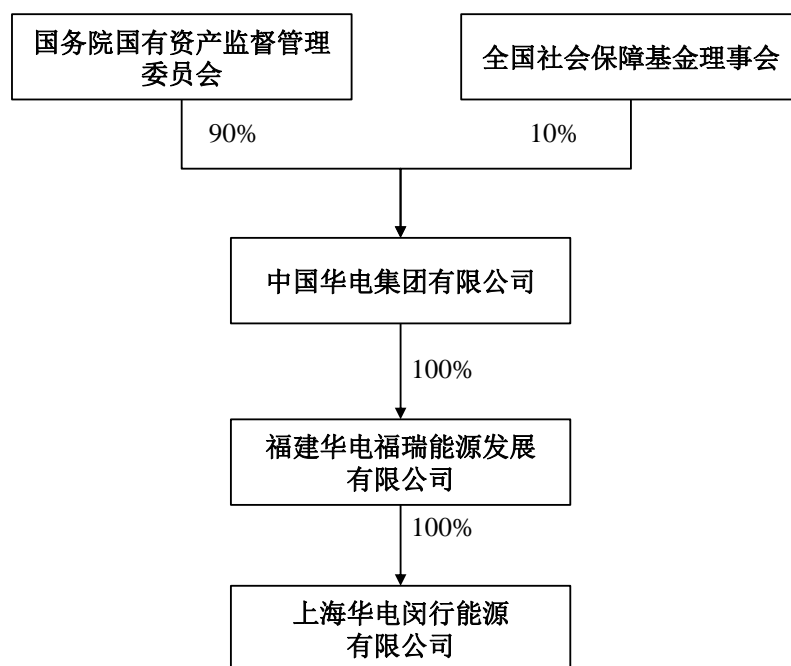 国务院国有资产监督管理
委员会
全国社会保障基金理事会
90%
10%
中国华电集团有限公司
100%
福建华电福瑞能源发展
有限公司
100%
上海华电闵行能源
有限公司